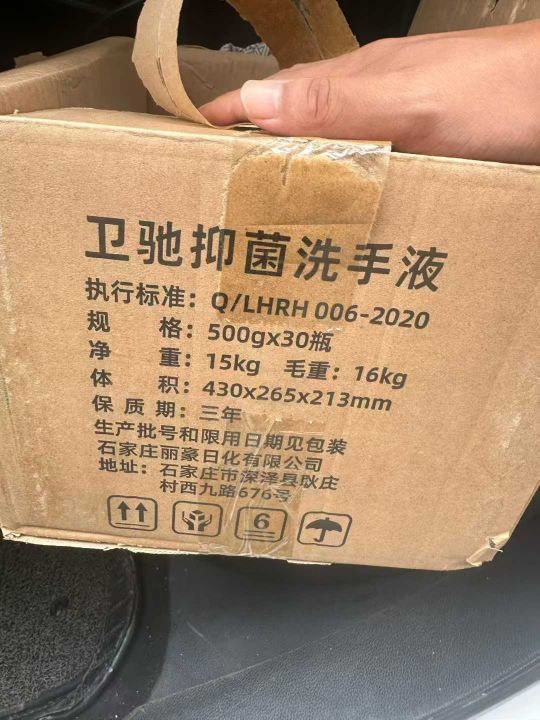 卫驰抑菌洗手液
执行标准：Q/LHRH 006-2020
规格：500gx30瓶
净重：15kg 毛重：16kg
体积：430x265x213mm
保质期：三年
生产批号和限用日期见包装
石家庄丽豪日化有限公司
地址：石家庄市深泽县耿庄
村西九路676号
6